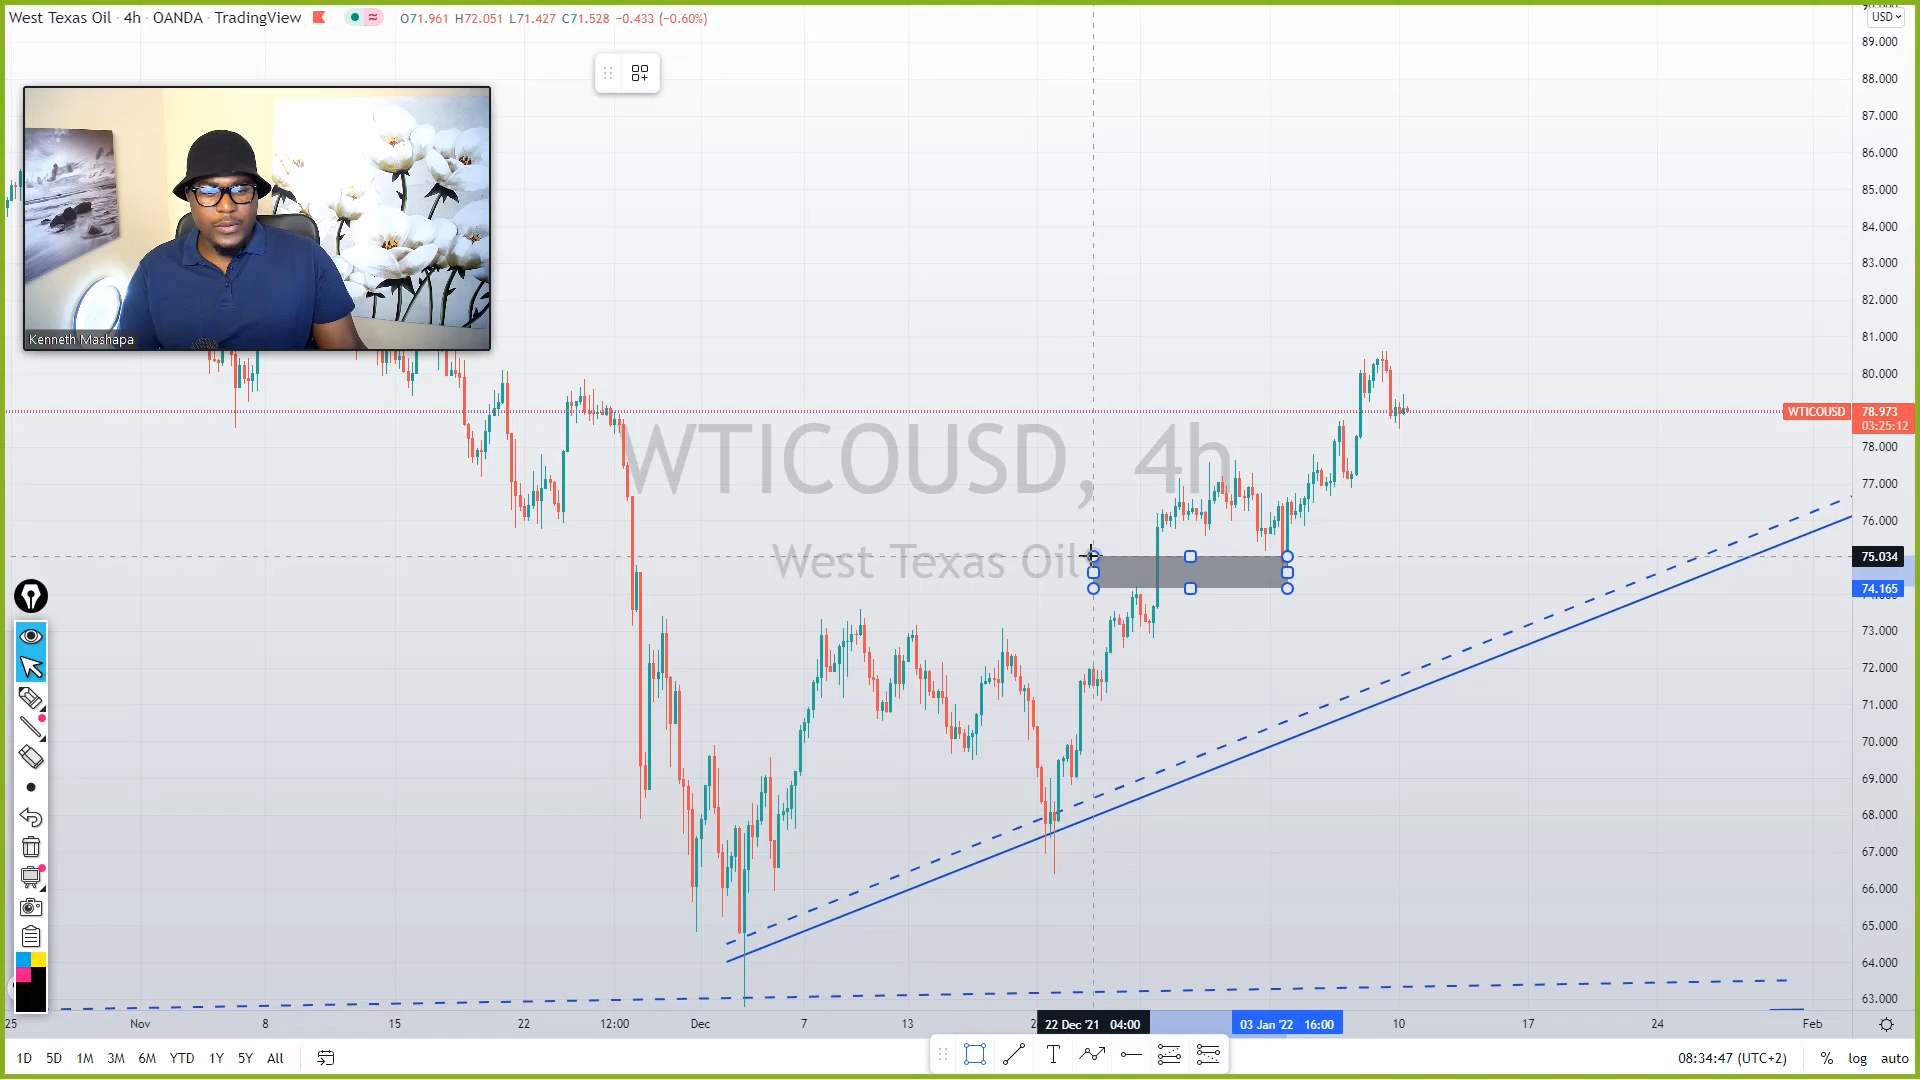 West Texas Oil · 4h · OANDA · TradingView
O71.961 H72.051 L71.427 C71.528 −0.433 (−0.60%)
USD
89.000
88.000
87.000
86.000
85.000
84.000
83.000
82.000
81.000
80.000
WTICOUSD 78.973
03:25:12
78.000
77.000
76.000
75.034
74.165
73.000
72.000
71.000
70.000
69.000
68.000
67.000
66.000
65.000
64.000
63.000
Kenneth Mashapa
WTICOUSD, 4h
West Texas Oil
25 Nov 8 15 22 12:00 Dec 7 13 22 Dec '21 04:00 03 Jan '22 16:00 10 17 24 Feb
1D 5D 1M 3M 6M YTD 1Y 5Y All
T
08:34:47 (UTC+2) % log auto